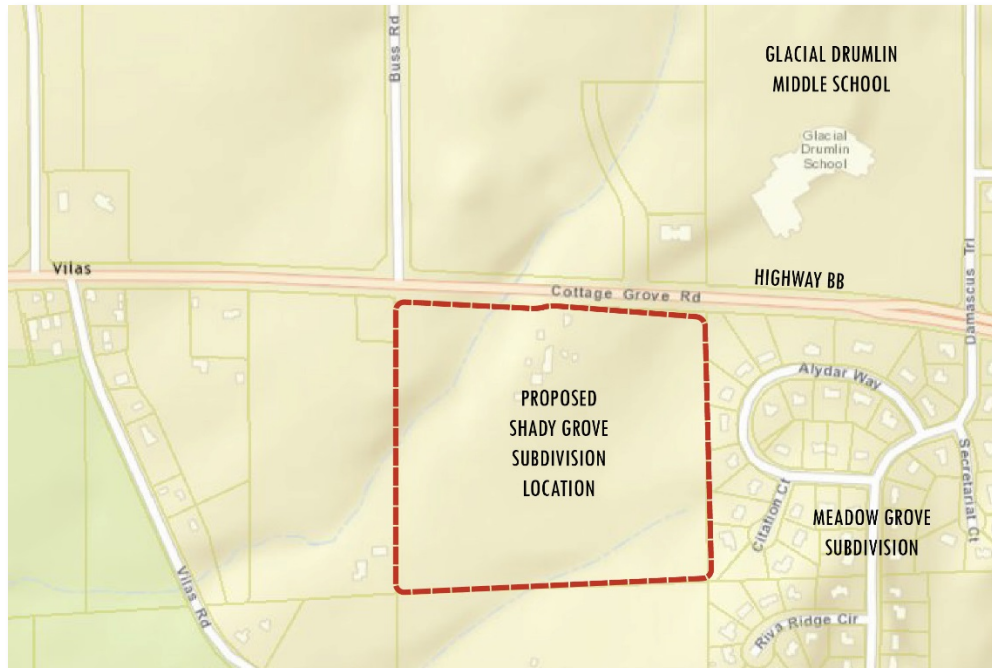 Buss Rd
GLACIAL DRUMLIN
MIDDLE SCHOOL
Glacial
Drumlin
School
Vilas
Cottage Grove Rd
HIGHWAY BB
Damascus Trl
Alydar Way
PROPOSED
SHADY GROVE
SUBDIVISION
LOCATION
Citation Ct
Secretariat Ct
MEADOW GROVE
SUBDIVISION
Vilas Rd
Riva Ridge Cir